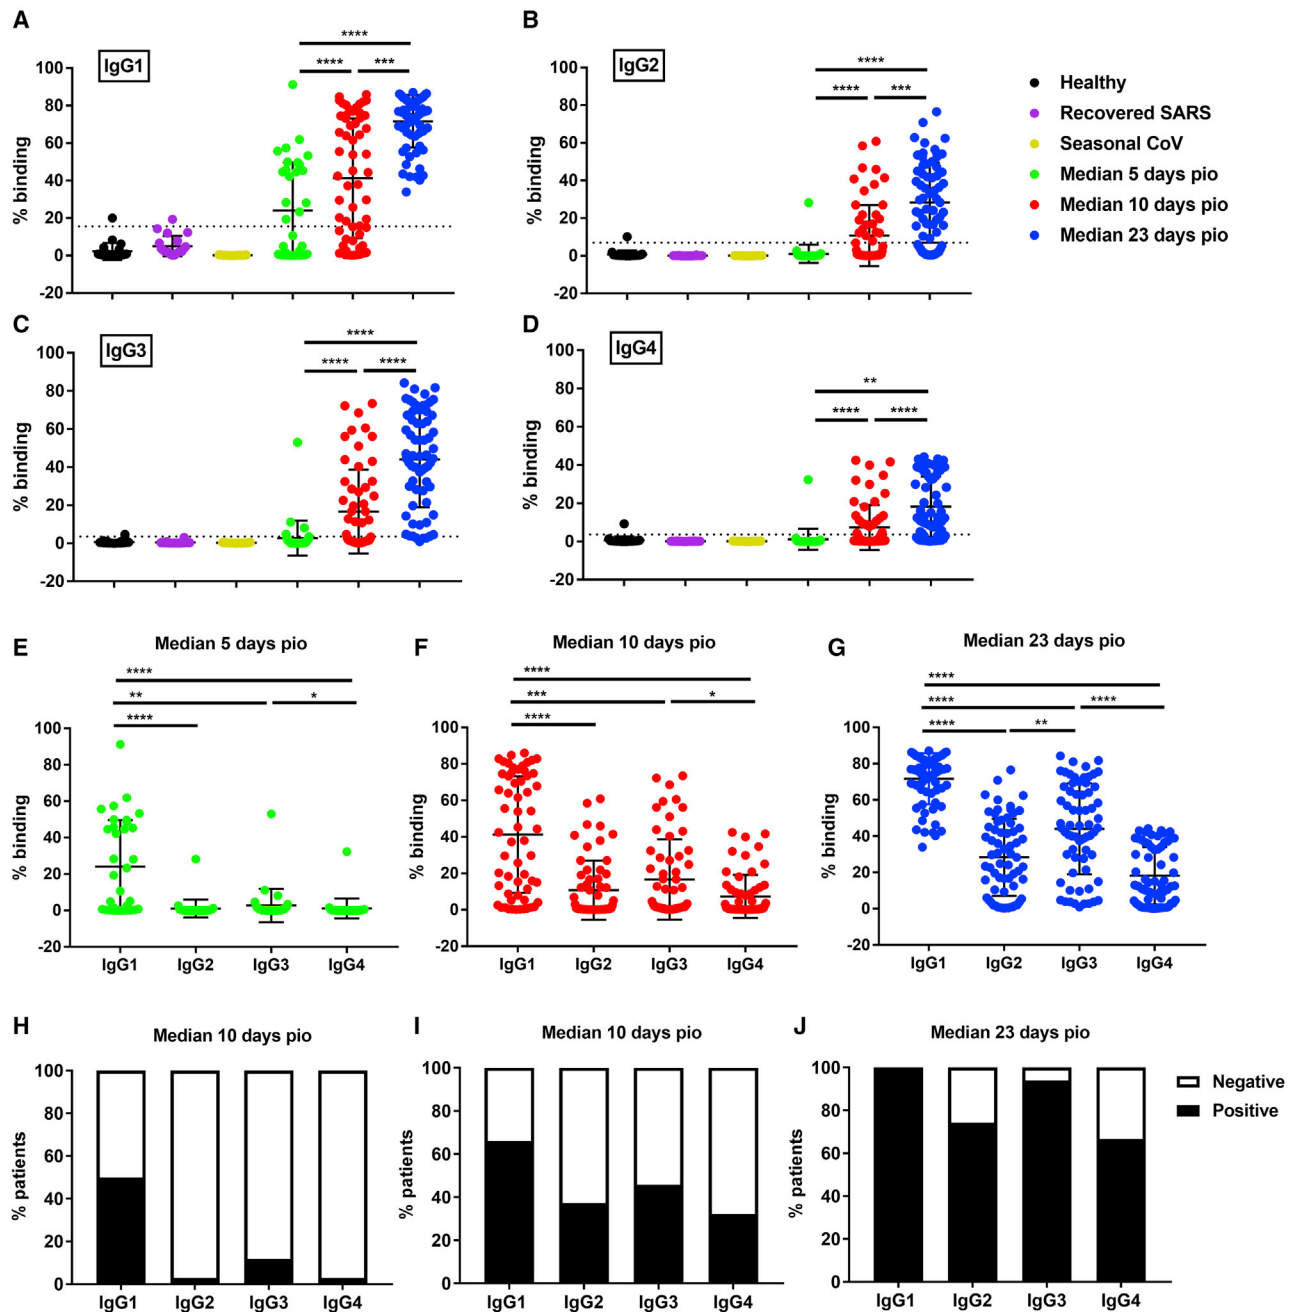 A
B
IgG1
IgG2
**** 
**** ***
****
**** ***
% binding
100
80
60
40
20
0
-20
% binding
100
80
60
40
20
0
-20
Healthy
Recovered SARS
Seasonal CoV
Median 5 days pio
Median 10 days pio
Median 23 days pio
C
D
IgG3
IgG4
****
**** ****
**
**** ****
% binding
100
80
60
40
20
0
-20
% binding
100
80
60
40
20
0
-20
E
Median 5 days pio
****
** *
****
% binding
100
80
60
40
20
0
-20
IgG1 IgG2 IgG3 IgG4
F
Median 10 days pio
****
*** *
****
% binding
100
80
60
40
20
0
-20
IgG1 IgG2 IgG3 IgG4
G
Median 23 days pio
****
**** ****
**** **
% binding
100
80
60
40
20
0
-20
IgG1 IgG2 IgG3 IgG4
H
Median 10 days pio
% patients
100
80
60
40
20
0
IgG1 IgG2 IgG3 IgG4
I
Median 10 days pio
% patients
100
80
60
40
20
0
IgG1 IgG2 IgG3 IgG4
J
Median 23 days pio
% patients
100
80
60
40
20
0
IgG1 IgG2 IgG3 IgG4
Negative
Positive